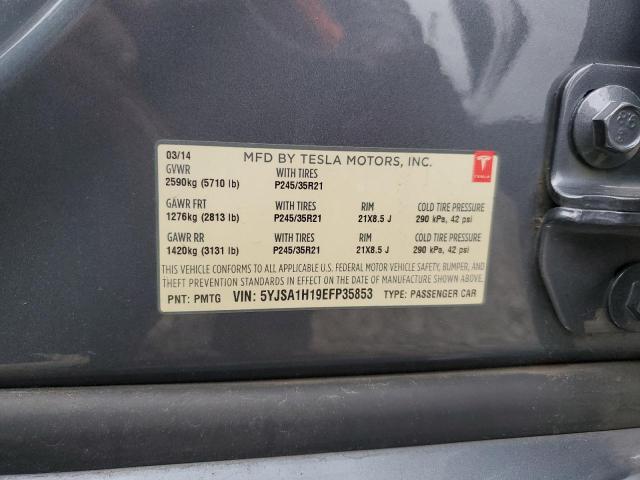 03/14 MFD BY TESLA MOTORS, INC.
GVWR WITH TIRES
2590kg (5710 lb) P245/35R21
TESLA
GAWR FRT WITH TIRES RIM COLD TIRE PRESSURE
1276kg (2813 lb) P245/35R21 21X8.5 J 290 kPa, 42 psi
GAWR RR WITH TIRES RIM COLD TIRE PRESSURE
1420kg (3131 lb) P245/35R21 21X8.5 J 290 kPa, 42 psi
THIS VEHICLE CONFORMS TO ALL APPLICABLE U.S. FEDERAL MOTOR VEHICLE SAFETY, BUMPER, AND
THEFT PREVENTION STANDARDS IN EFFECT ON THE DATE OF MANUFACTURE SHOWN ABOVE.
PNT: PMTG VIN: 5YJSA1H19EFP35853 TYPE: PASSENGER CAR